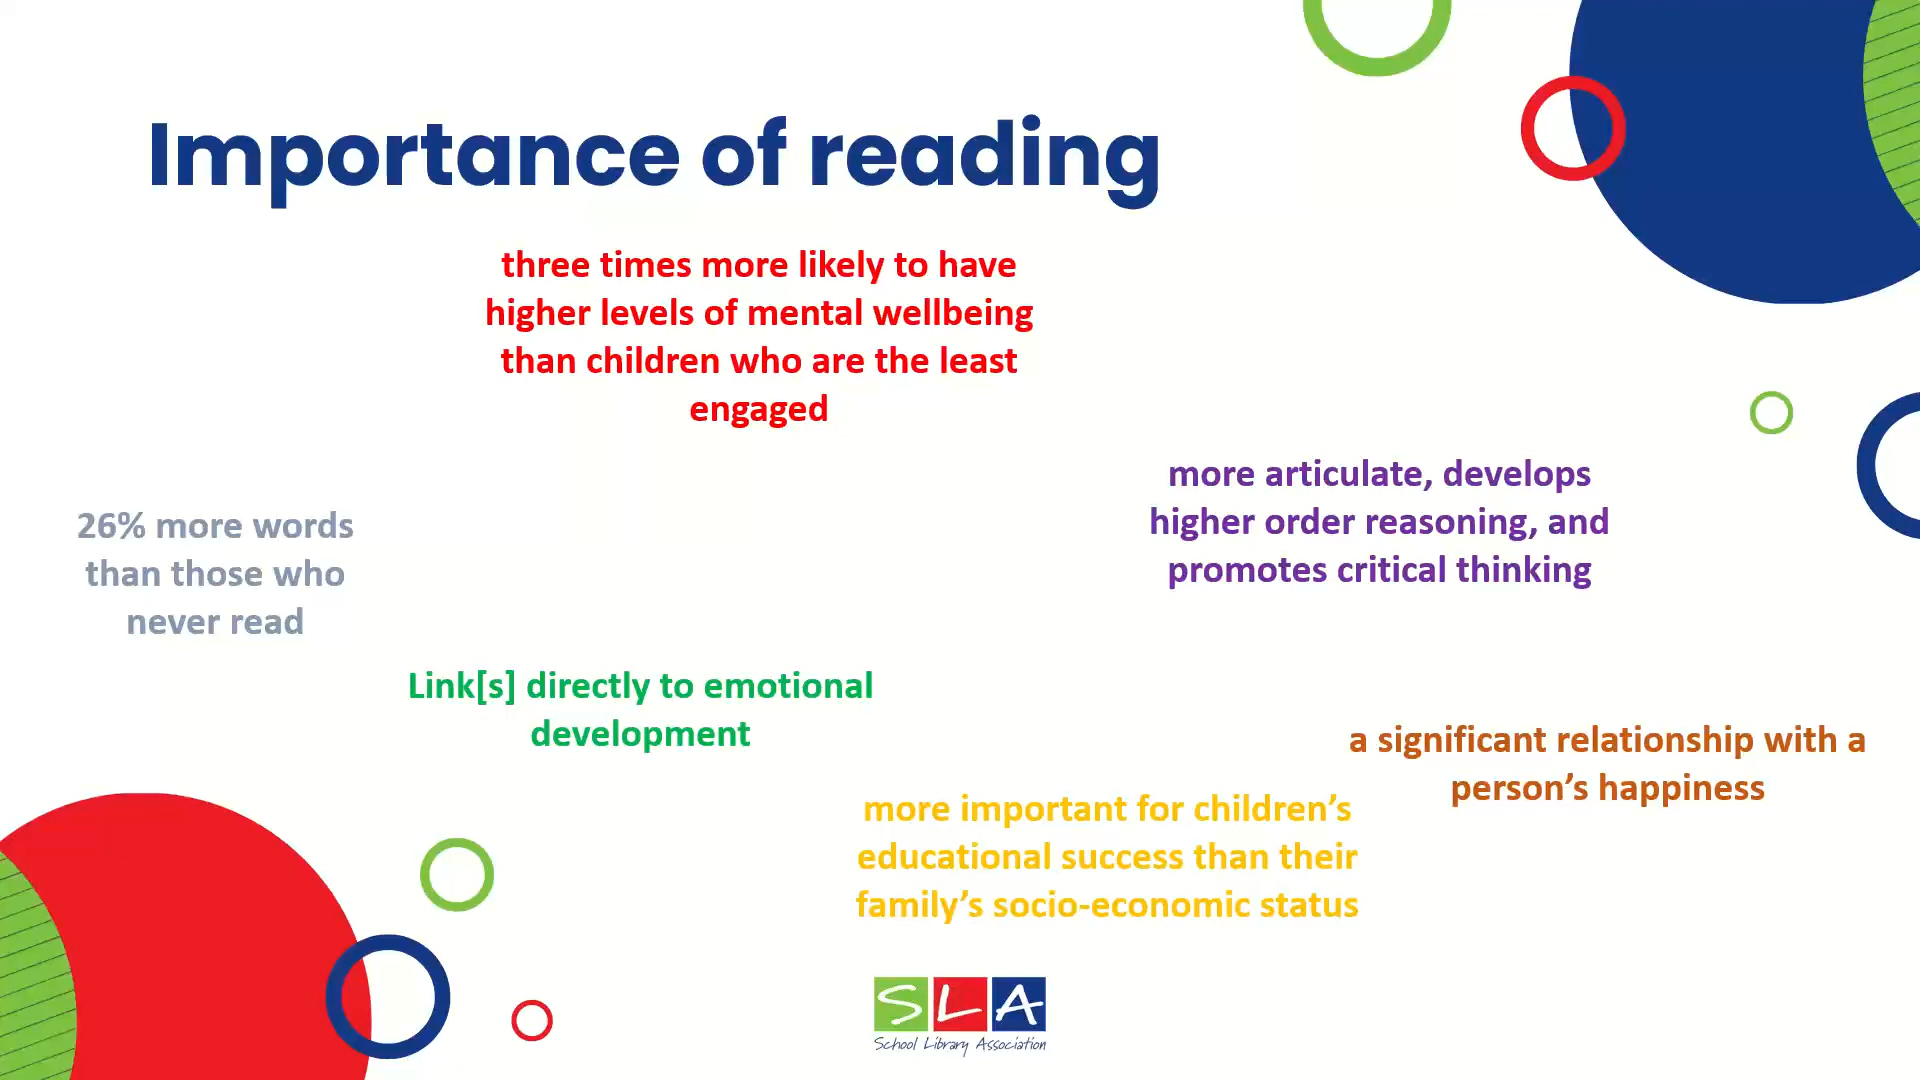 Importance of reading
three times more likely to have
higher levels of mental wellbeing
than children who are the least
engaged
more articulate, develops
higher order reasoning, and
promotes critical thinking
26% more words
than those who
never read
Link[s] directly to emotional
development
a significant relationship with a
person’s happiness
more important for children’s
educational success than their
family’s socio-economic status
SLA
School Library Association